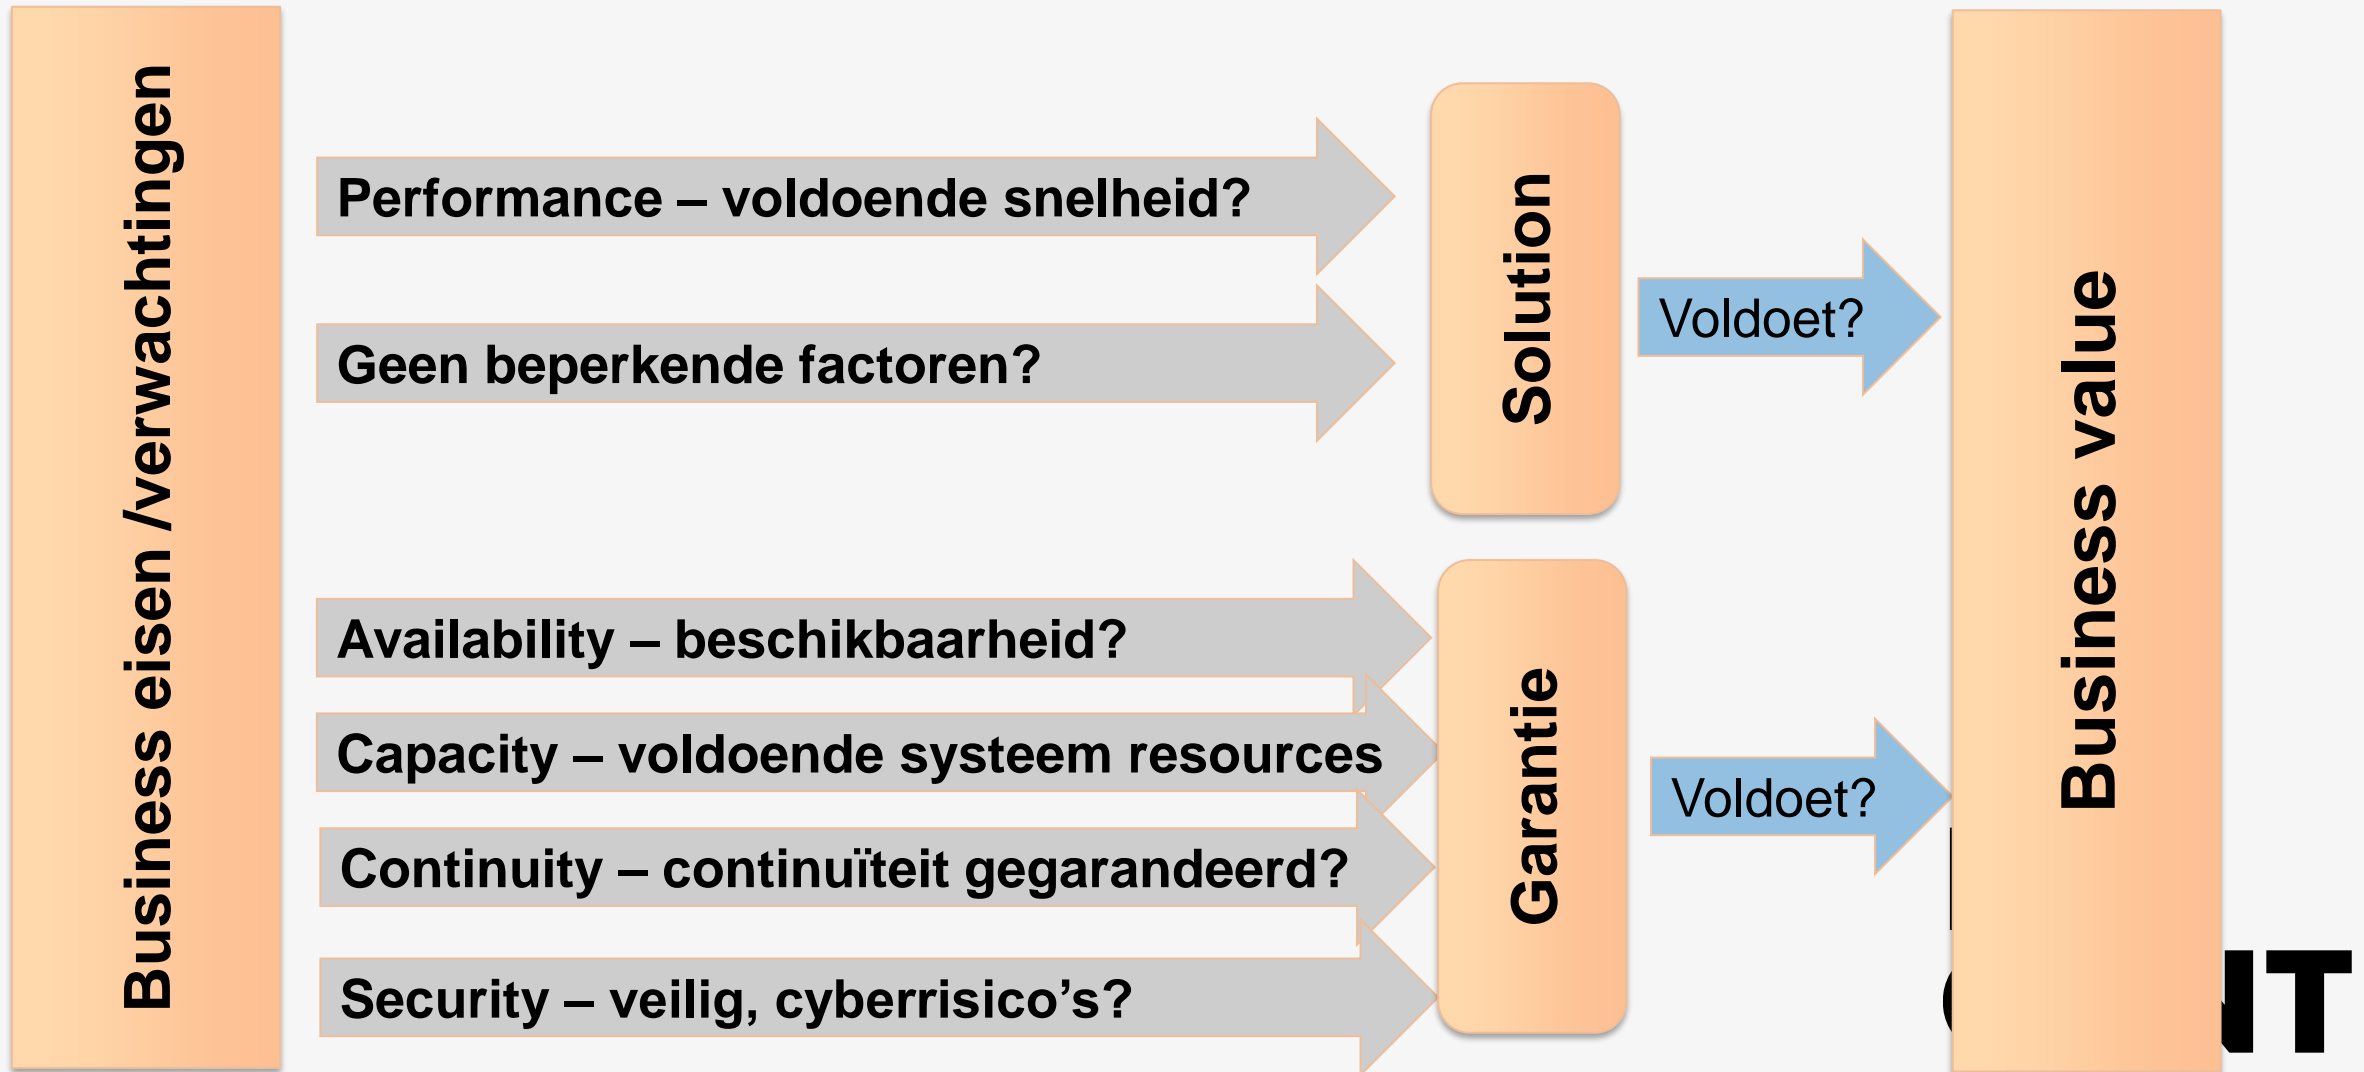 Business eisen /verwachtingen
Performance – voldoende snelheid?
Geen beperkende factoren?
Solution
Voldoet?
Availability – beschikbaarheid?
Capacity – voldoende systeem resources
Continuity – continuïteit gegarandeerd?
Security – veilig, cyberrisico’s?
Garantie
Voldoet?
Business value